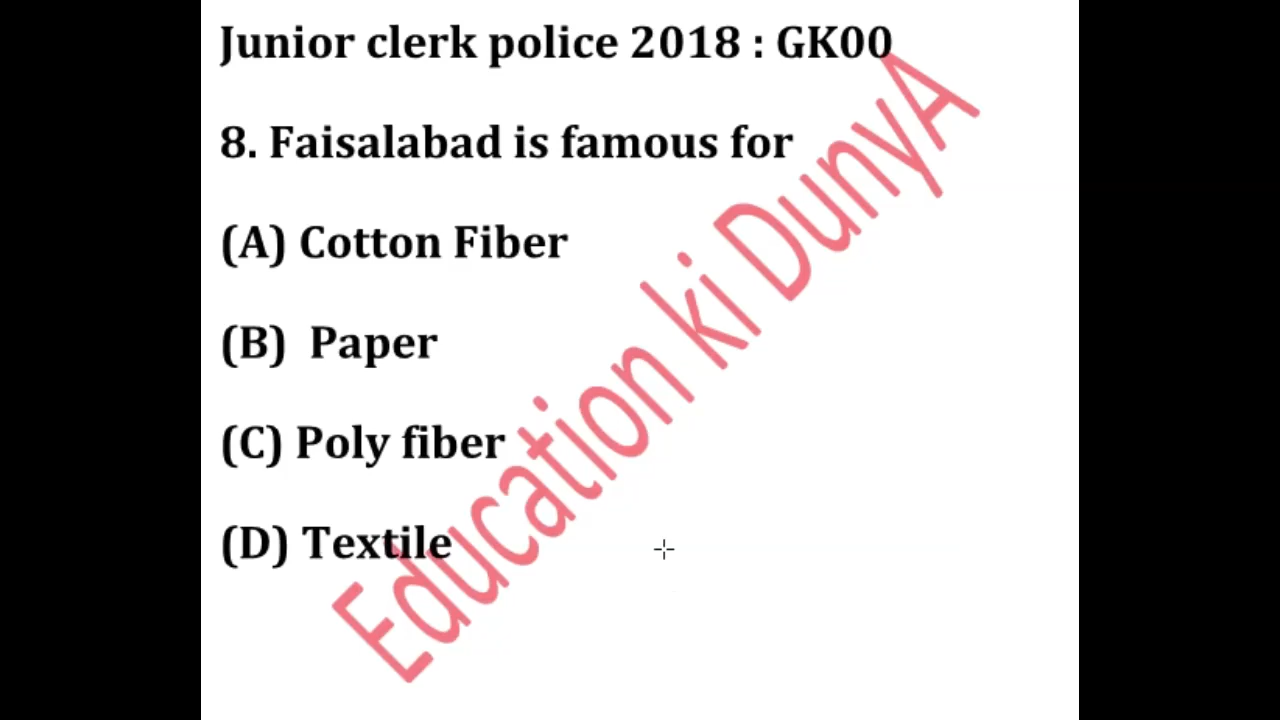 Junior clerk police 2018 : GK00
8. Faisalabad is famous for
(A) Cotton Fiber
(B) Paper
(C) Poly fiber
(D) Textile
Education ki DunyA